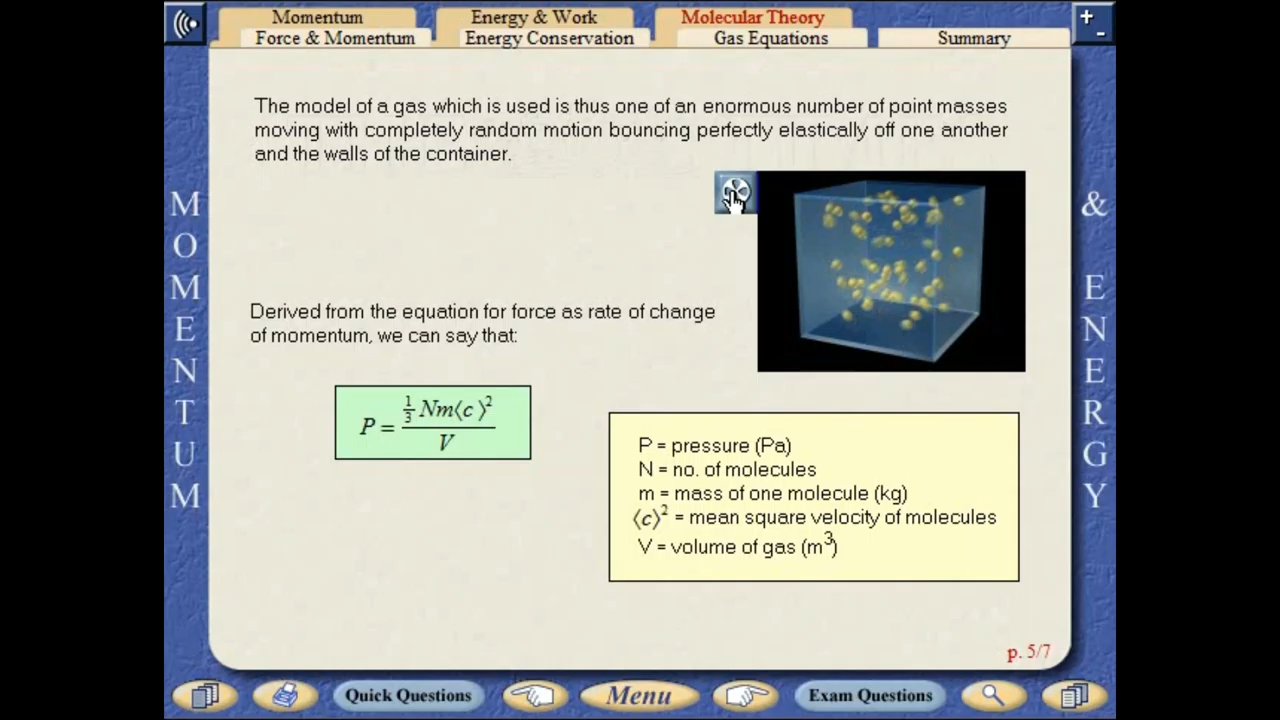 Momentum
Energy & Work
Molecular Theory
Force & Momentum
Energy Conservation
Gas Equations
Summary
+
-
The model of a gas which is used is thus one of an enormous number of point masses
moving with completely random motion bouncing perfectly elastically off one another
and the walls of the container.
MOMENTUM
& ENERGY
Derived from the equation for force as rate of change
of momentum, we can say that:
P = ⅓ Nm⟨c⟩² / V
P = pressure (Pa)
N = no. of molecules
m = mass of one molecule (kg)
⟨c⟩² = mean square velocity of molecules
V = volume of gas (m³)
p. 5/7
Quick Questions
Menu
Exam Questions